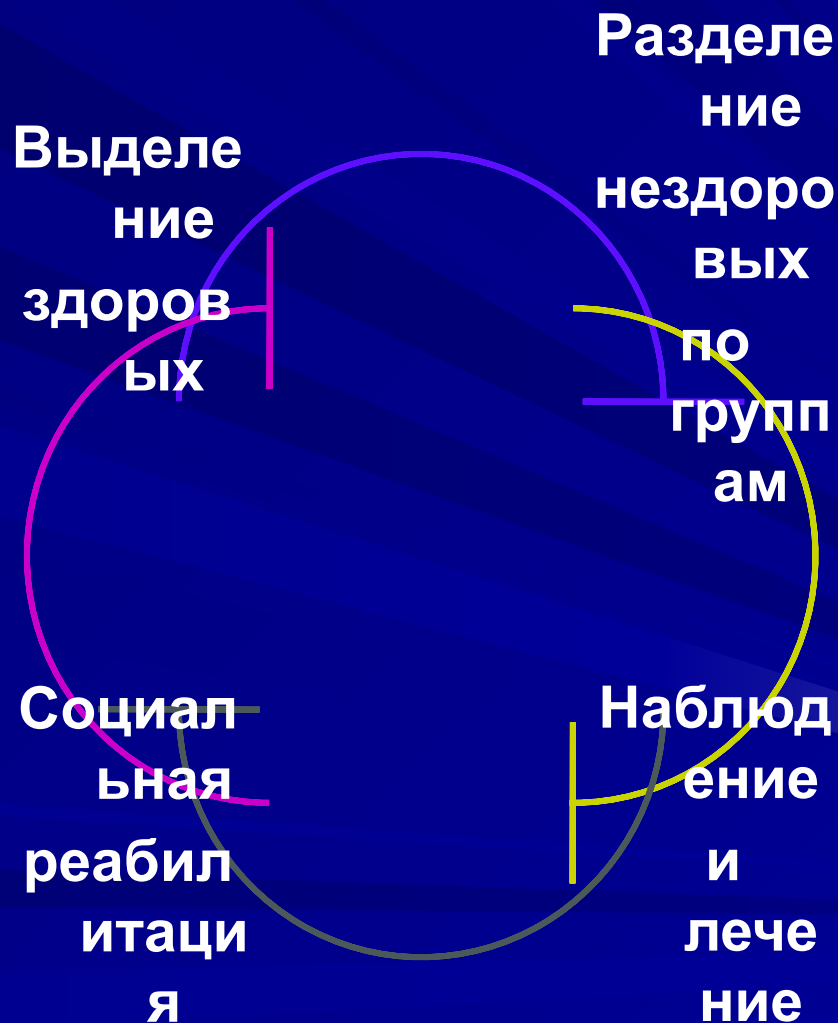 Выделе
ние
здоров
ых
Разделе
ние
нездоро
вых
по
групп
ам
Социал
ьная
реабил
итаци
я
Наблюд
ение
и
лече
ние